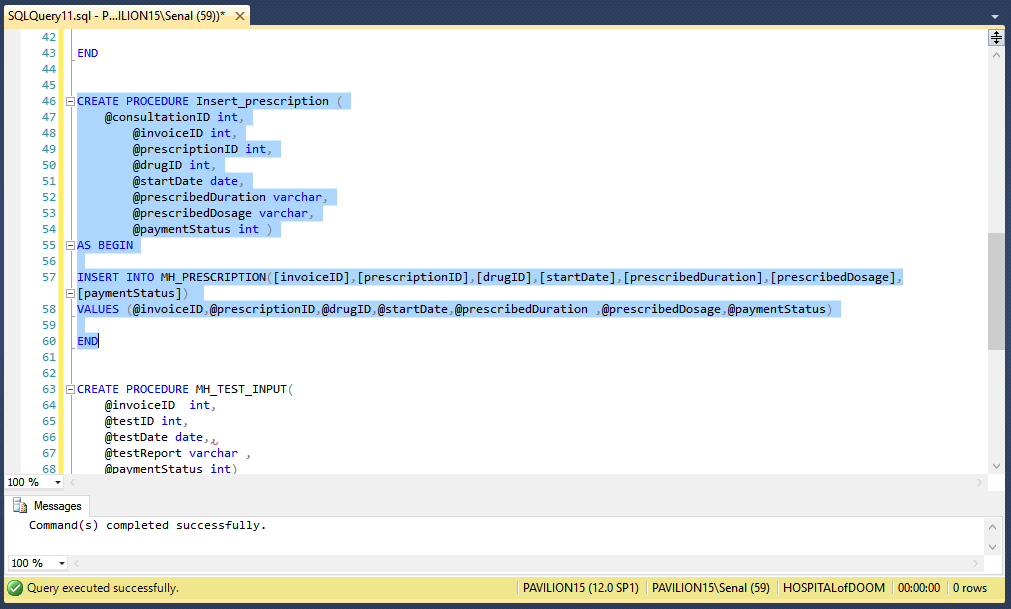 SQLQuery11.sql - P...ILION15\Senal (59))*
42
43 END
44
45
46 CREATE PROCEDURE Insert_prescription (
47 @consultationID int,
48 @invoiceID int,
49 @prescriptionID int,
50 @drugID int,
51 @startDate date,
52 @prescribedDuration varchar,
53 @prescribedDosage varchar,
54 @paymentStatus int )
55 AS BEGIN
56
57 INSERT INTO MH_PRESCRIPTION([invoiceID],[prescriptionID],[drugID],[startDate],[prescribedDuration],[prescribedDosage],
[paymentStatus])
58 VALUES (@invoiceID,@prescriptionID,@drugID,@startDate,@prescribedDuration ,@prescribedDosage,@paymentStatus)
59
60 END
61
62
63 CREATE PROCEDURE MH_TEST_INPUT(
64 @invoiceID int,
65 @testID int,
66 @testDate date,,
67 @testReport varchar ,
68 @paymentStatus int)
100 %
Messages
Command(s) completed successfully.
100 %
Query executed successfully. PAVILION15 (12.0 SP1) PAVILION15\Senal (59) HOSPITALofDOOM 00:00:00 0 rows